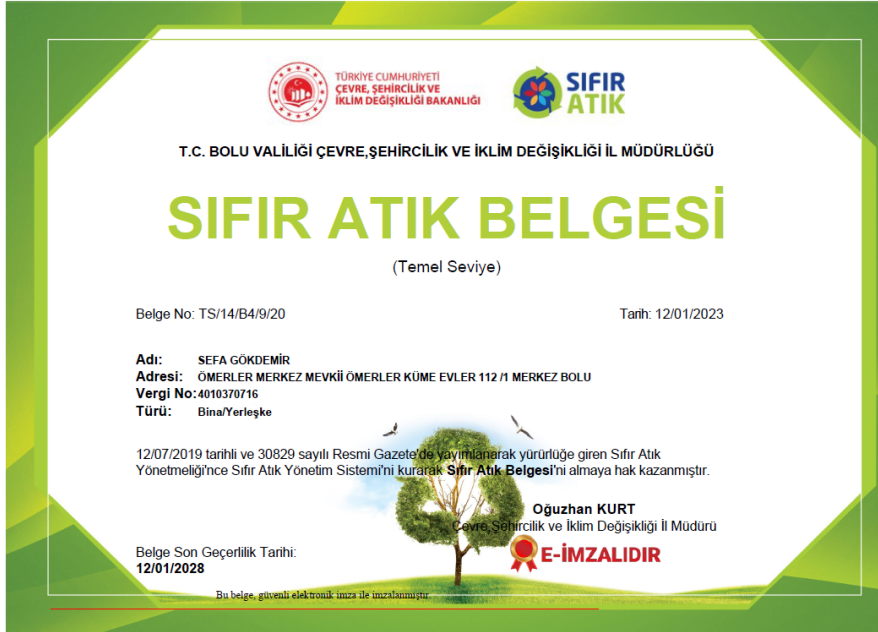 TÜRKİYE CUMHURİYETİ
ÇEVRE, ŞEHİRCİLİK VE
İKLİM DEĞİŞİKLİĞİ BAKANLIĞI
SIFIR
ATIK
T.C. BOLU VALİLİĞİ ÇEVRE,ŞEHİRCİLİK VE İKLİM DEĞİŞİKLİĞİ İL MÜDÜRLÜĞÜ
SIFIR ATIK BELGESİ
(Temel Seviye)
Belge No: TS/14/B4/9/20 Tarih: 12/01/2023
Adı: SEFA GÖKDEMİR
Adresi: ÖMERLER MERKEZ MEVKİİ ÖMERLER KÜME EVLER 112 /1 MERKEZ BOLU
Vergi No: 4010370716
Türü: Bina/Yerleşke
12/07/2019 tarihli ve 30829 sayılı Resmi Gazete'de yayımlanarak yürürlüğe giren Sıfır Atık
Yönetmeliği'nce Sıfır Atık Yönetim Sistemi'ni kurarak Sıfır Atık Belgesi'ni almaya hak kazanmıştır.
Oğuzhan KURT
Çevre,Şehircilik ve İklim Değişikliği İl Müdürü
E-İMZALIDIR
Belge Son Geçerlilik Tarihi:
12/01/2028
Bu belge, güvenli elektronik imza ile imzalanmıştır.